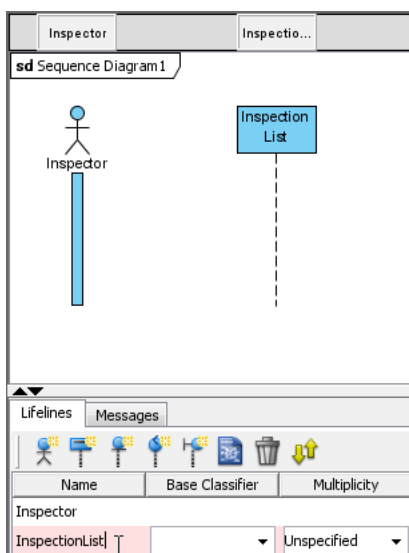 Inspector Inspectio...
sd Sequence Diagram1
Inspection
List
Inspector
Lifelines Messages
Name Base Classifier Multiplicity
Inspector
InspectionList Unspecified